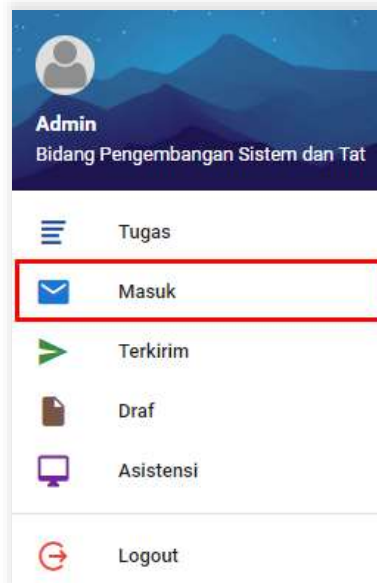 Admin
Bidang Pengembangan Sistem dan Tat
Tugas
Masuk
Terkirim
Draf
Asistensi
Logout